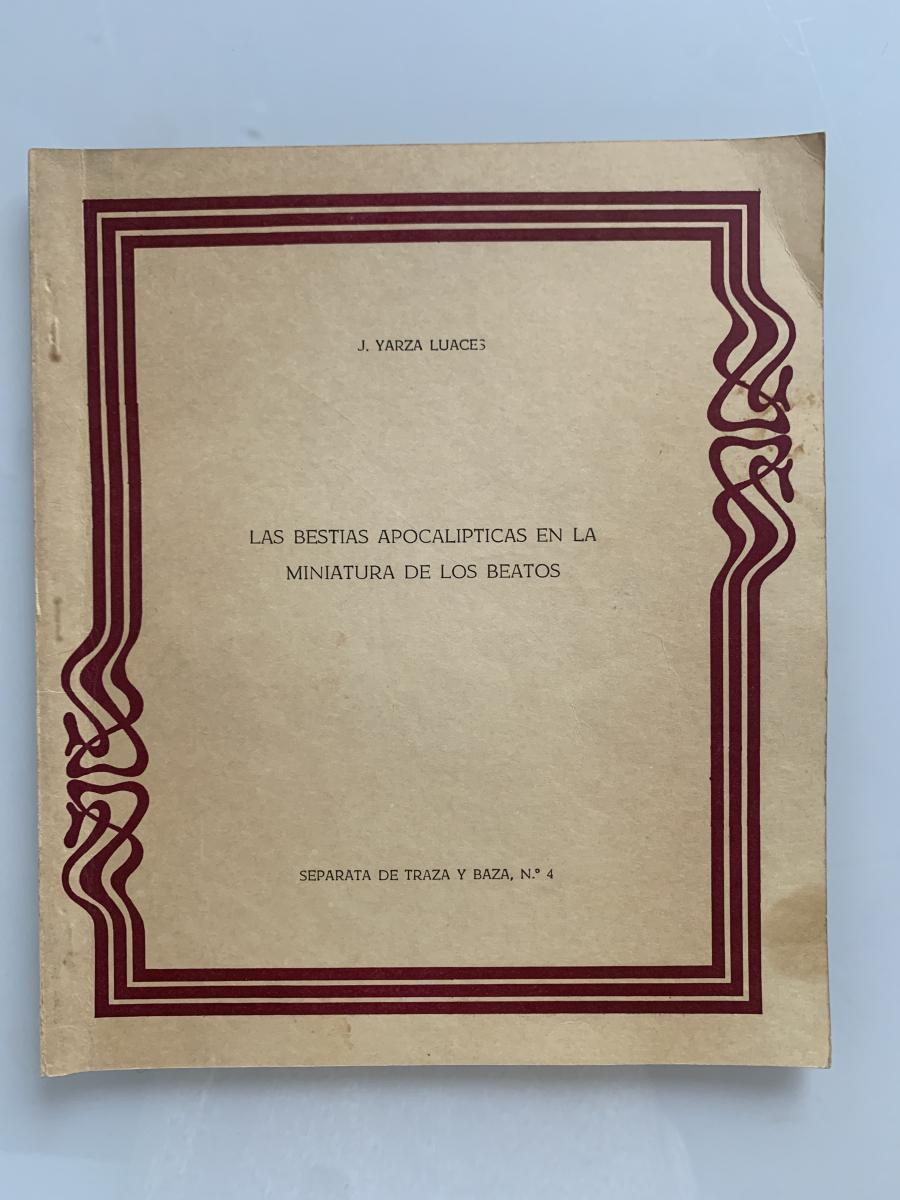 J. YARZA LUACES
LAS BESTIAS APOCALIPTICAS EN LA
MINIATURA DE LOS BEATOS
SEPARATA DE TRAZA Y BAZA, N.º 4